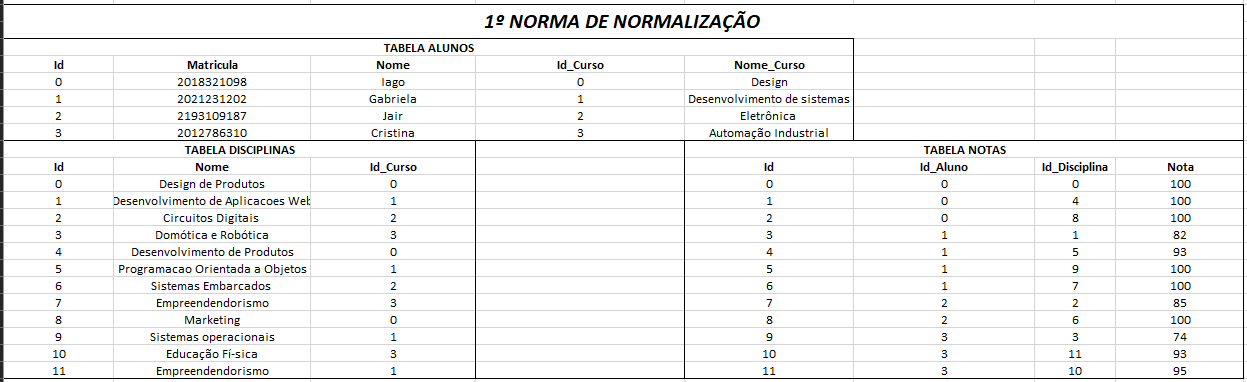 1º NORMA DE NORMALIZAÇÃO
TABELA ALUNOS
Id Matricula Nome Id_Curso Nome_Curso
0 2018321098 Iago 0 Design
1 2021231202 Gabriela 1 Desenvolvimento de sistemas
2 2193109187 Jair 2 Eletrônica
3 2012786310 Cristina 3 Automação Industrial
TABELA DISCIPLINAS TABELA NOTAS
Id Nome Id_Curso Id Id_Aluno Id_Disciplina Nota
0 Design de Produtos 0 0 0 0 100
1 Desenvolvimento de Aplicacoes Web 1 1 0 4 100
2 Circuitos Digitais 2 2 0 8 100
3 Domótica e Robótica 3 3 1 1 82
4 Desenvolvimento de Produtos 0 4 1 5 93
5 Programacao Orientada a Objetos 1 5 1 9 100
6 Sistemas Embarcados 2 6 1 7 100
7 Empreendendorismo 3 7 2 2 85
8 Marketing 0 8 2 6 100
9 Sistemas operacionais 1 9 3 3 74
10 Educação Fí-sica 3 10 3 11 93
11 Empreendendorismo 1 11 3 10 95